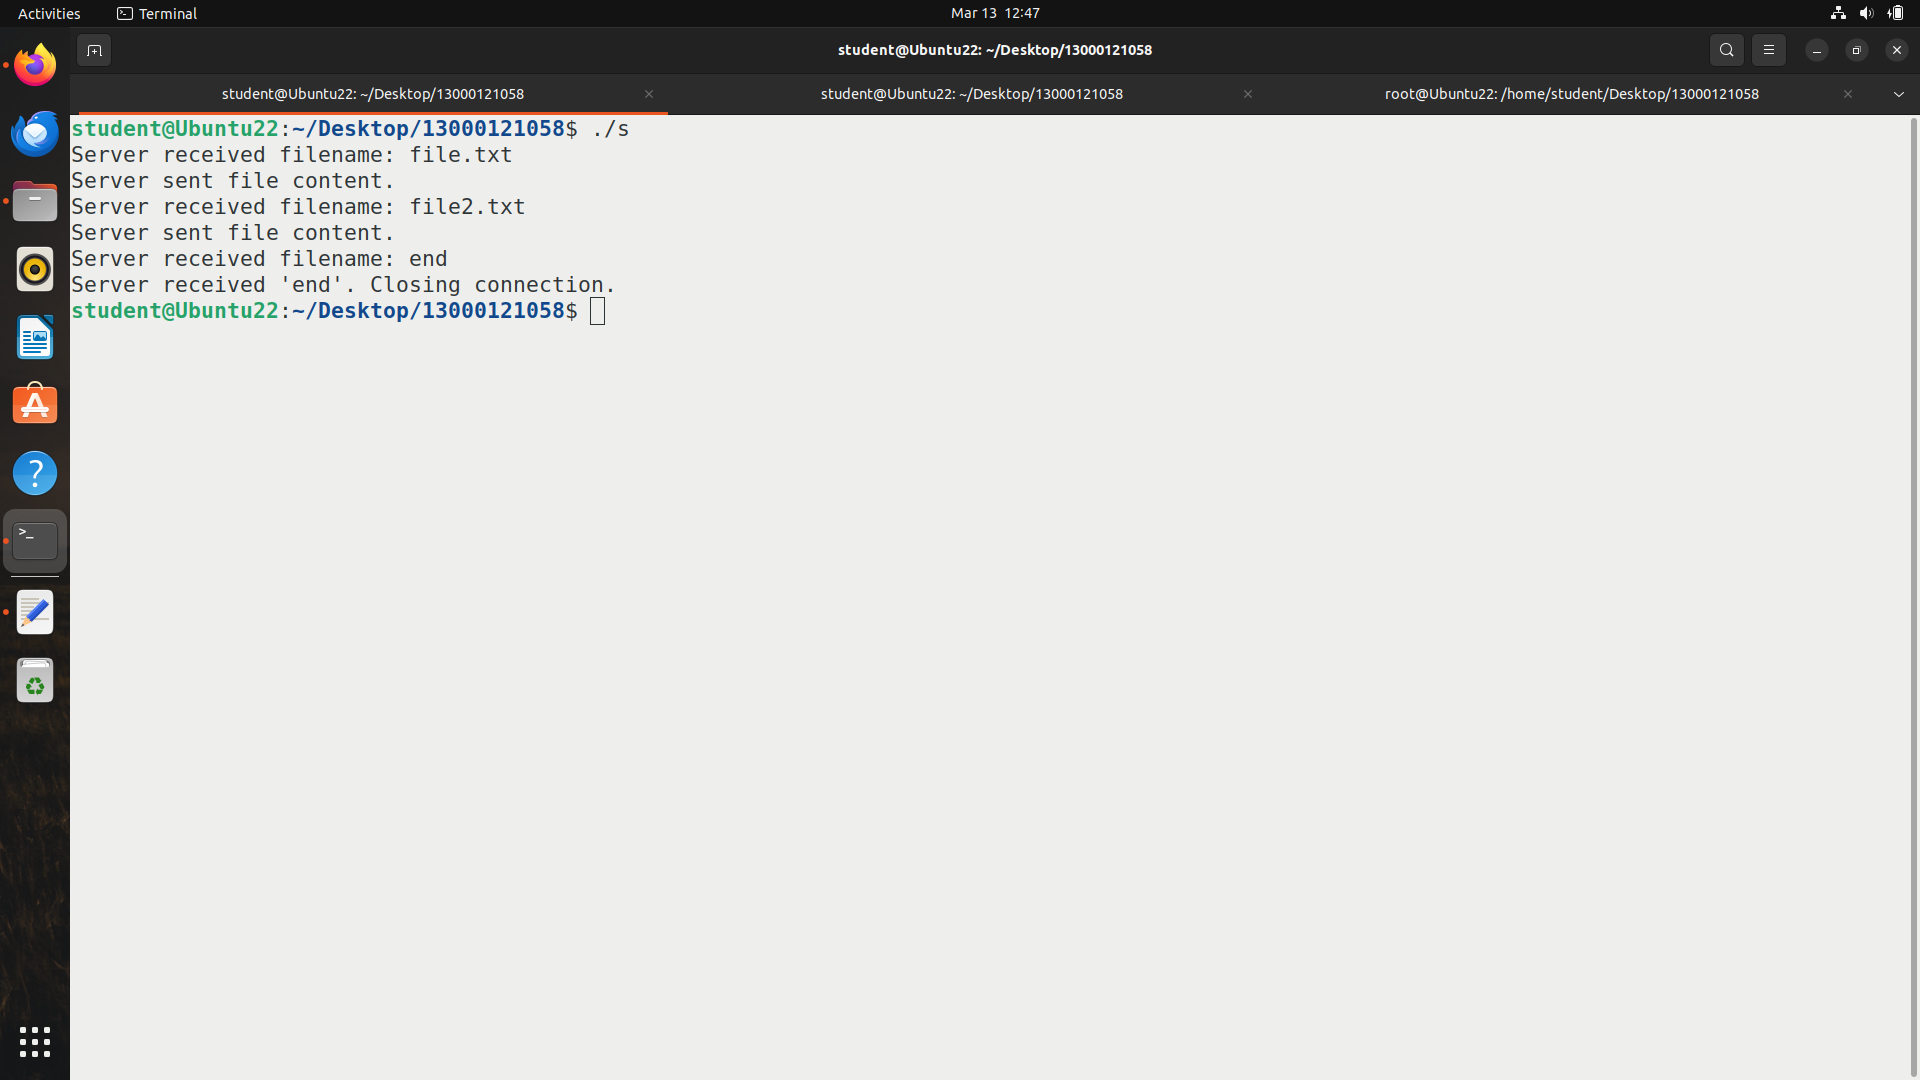 Activities
Terminal
Mar 13 12:47
student@Ubuntu22: ~/Desktop/13000121058
student@Ubuntu22: ~/Desktop/13000121058
student@Ubuntu22: ~/Desktop/13000121058
root@Ubuntu22: /home/student/Desktop/13000121058
student@Ubuntu22:~/Desktop/13000121058$ ./s
Server received filename: file.txt
Server sent file content.
Server received filename: file2.txt
Server sent file content.
Server received filename: end
Server received 'end'. Closing connection.
student@Ubuntu22:~/Desktop/13000121058$